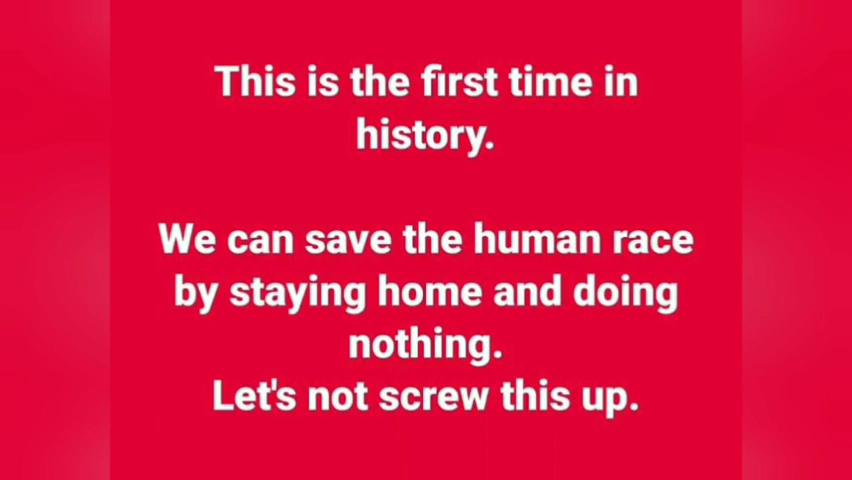 This is the first time in
history.
We can save the human race
by staying home and doing
nothing.
Let's not screw this up.